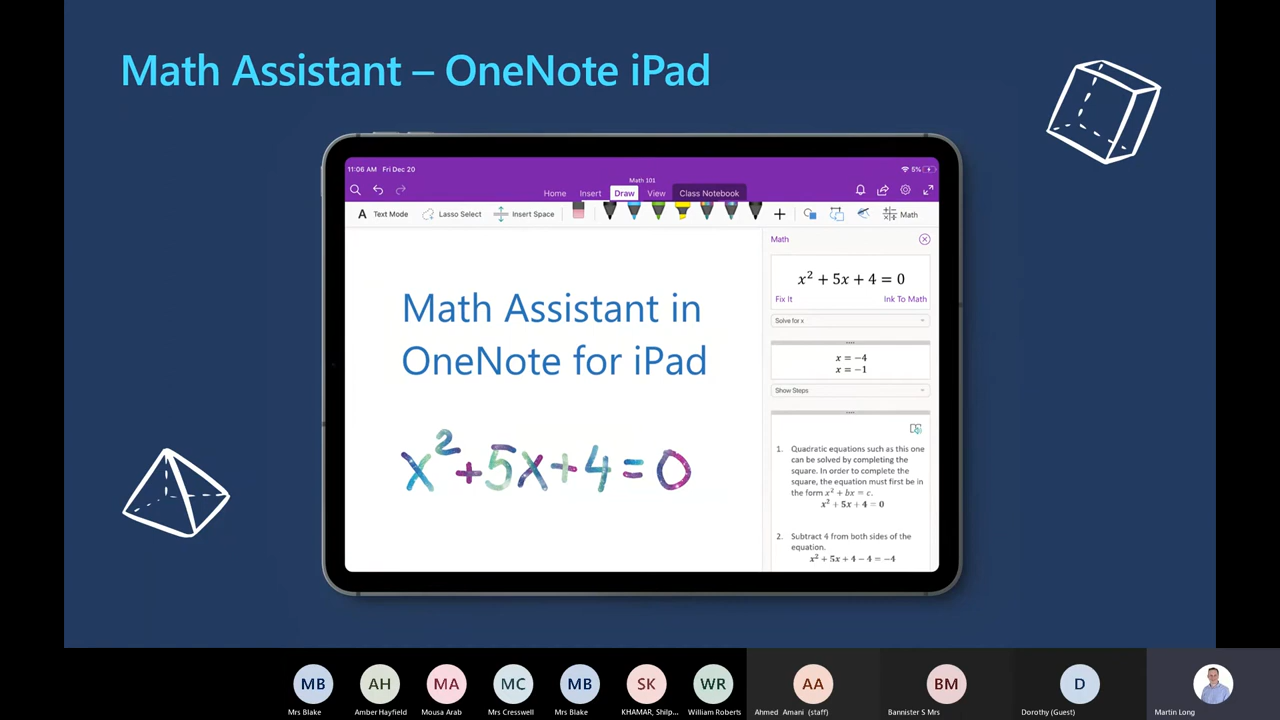 Math Assistant – OneNote iPad
11:06 AM Fri Dec 20
5%
Math 101
Home Insert Draw View Class Notebook
A Text Mode Lasso Select Insert Space Math
Math Assistant in
OneNote for iPad
x²+5x+4=0
Math
x² + 5x + 4 = 0
Fix It Ink To Math
Solve for x
x = −4
x = −1
Show Steps
1. Quadratic equations such as this one
can be solved by completing the
square. In order to complete the
square, the equation must first be in
the form x² + bx = c.
x² + 5x + 4 = 0
2. Subtract 4 from both sides of the
equation.
x² + 5x + 4 − 4 = −4
MB AH MA MC MB SK WR AA BM D
Mrs Blake Amber Hayfield Mousa Arab Mrs Cresswell Mrs Blake KHAMAR, Shilp... William Roberts Ahmed Amani (staff) Bannister S Mrs Dorothy (Guest) Martin Long